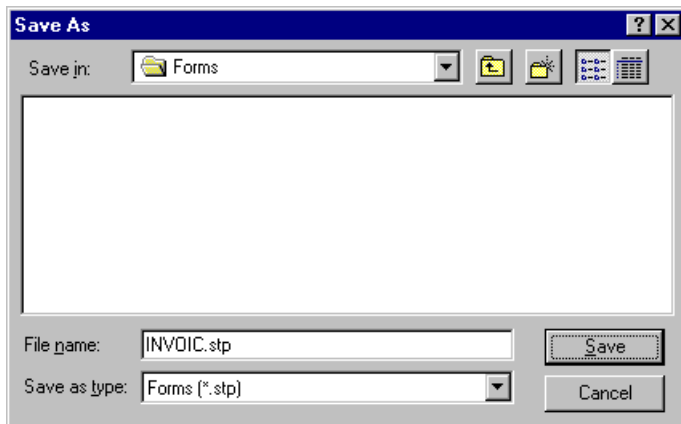 Save As
Save in: Forms
File name: INVOIC.stp Save
Save as type: Forms (*.stp) Cancel